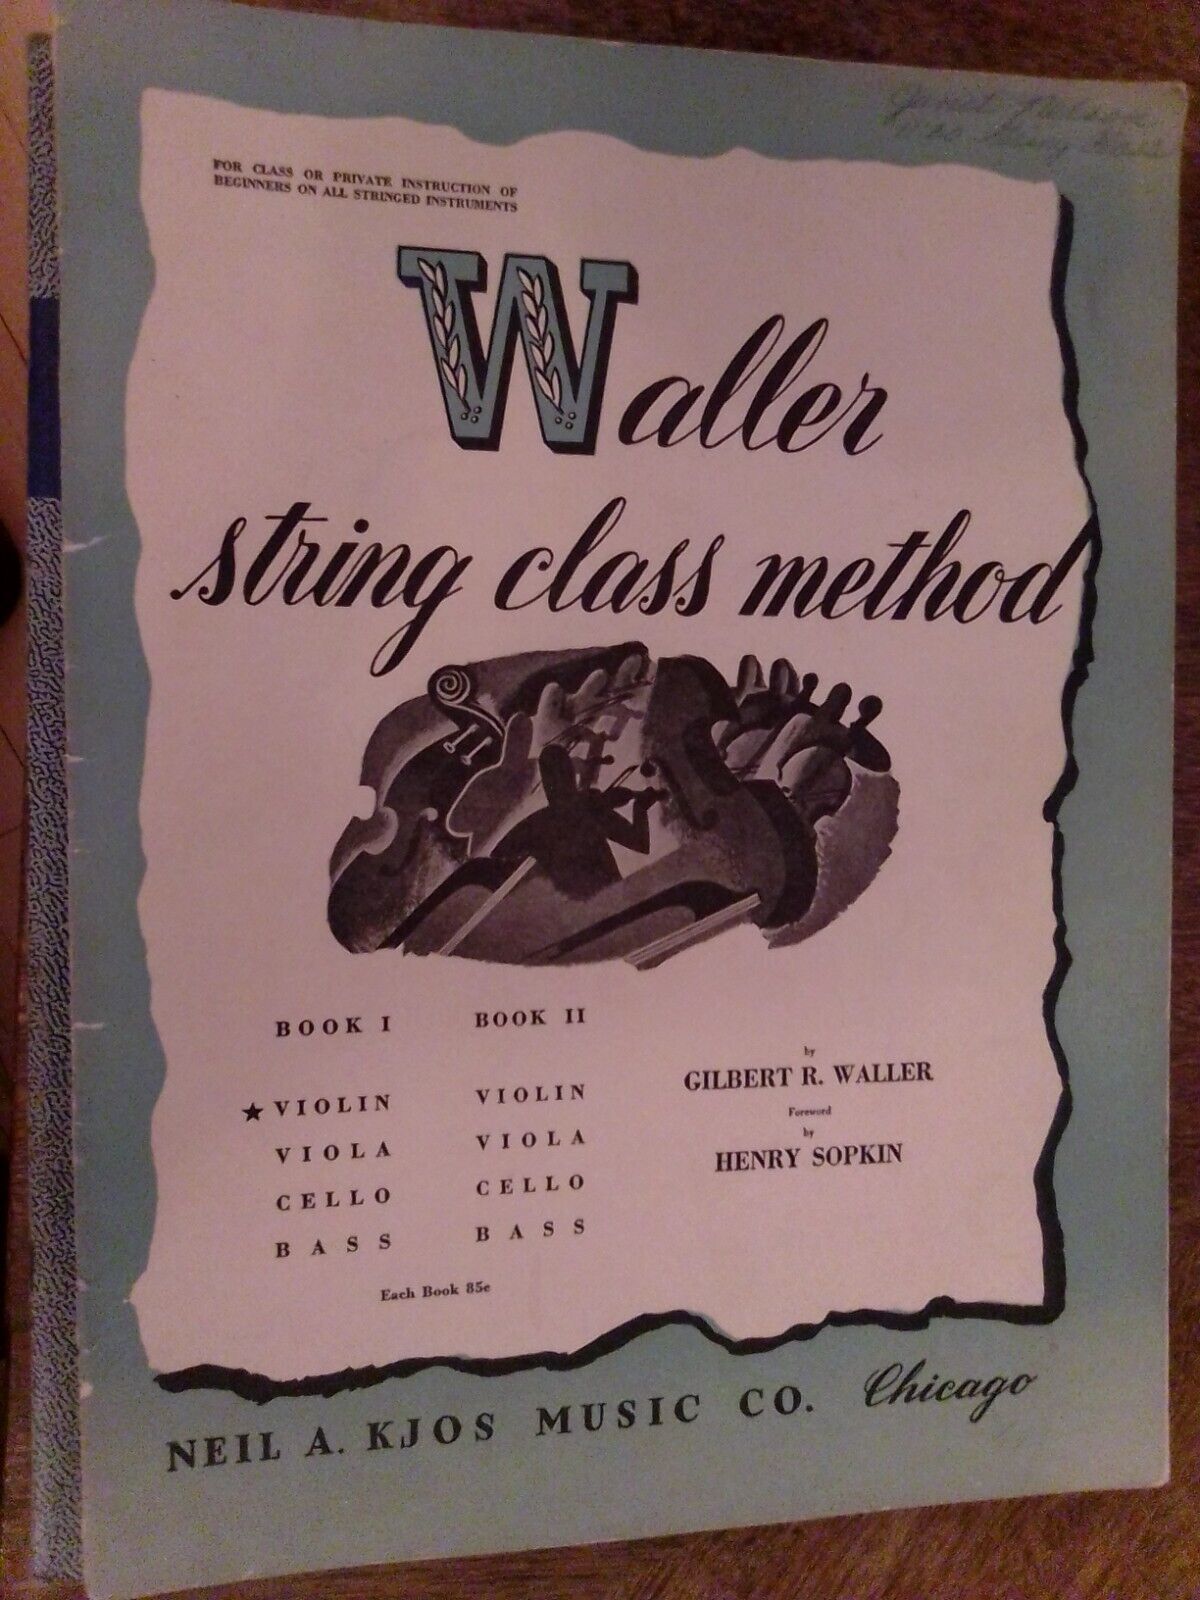 FOR CLASS OR PRIVATE INSTRUCTION OF
BEGINNERS ON ALL STRINGED INSTRUMENTS
Waller
string class method
BOOK I BOOK II
★ VIOLIN VIOLIN
VIOLA VIOLA
CELLO CELLO
BASS BASS
Each Book 85c
by
GILBERT R. WALLER
Foreword
by
HENRY SOPKIN
NEIL A. KJOS MUSIC CO. Chicago